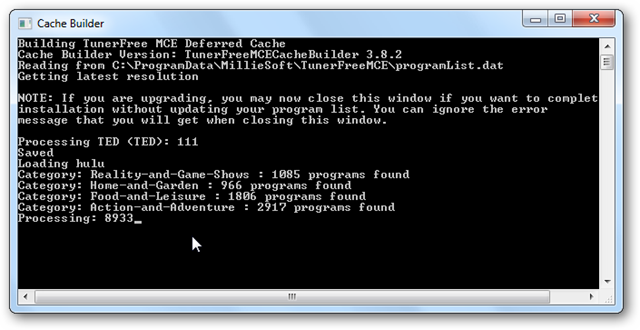 Cache Builder
Building TunerFree MCE Deferred Cache
Cache Builder Version: TunerFreeMCECacheBuilder 3.8.2
Reading from C:\ProgramData\MillieSoft\TunerFreeMCE\programList.dat
Getting latest resolution
NOTE: If you are upgrading, you may now close this window if you want to complet
installation without updating your program list. You can ignore the error
message that you will get when closing this window.
Processing TED (TED): 111
Saved
Loading hulu
Category: Reality-and-Game-Shows : 1085 programs found
Category: Home-and-Garden : 966 programs found
Category: Food-and-Leisure : 1806 programs found
Category: Action-and-Adventure : 2917 programs found
Processing: 8933_